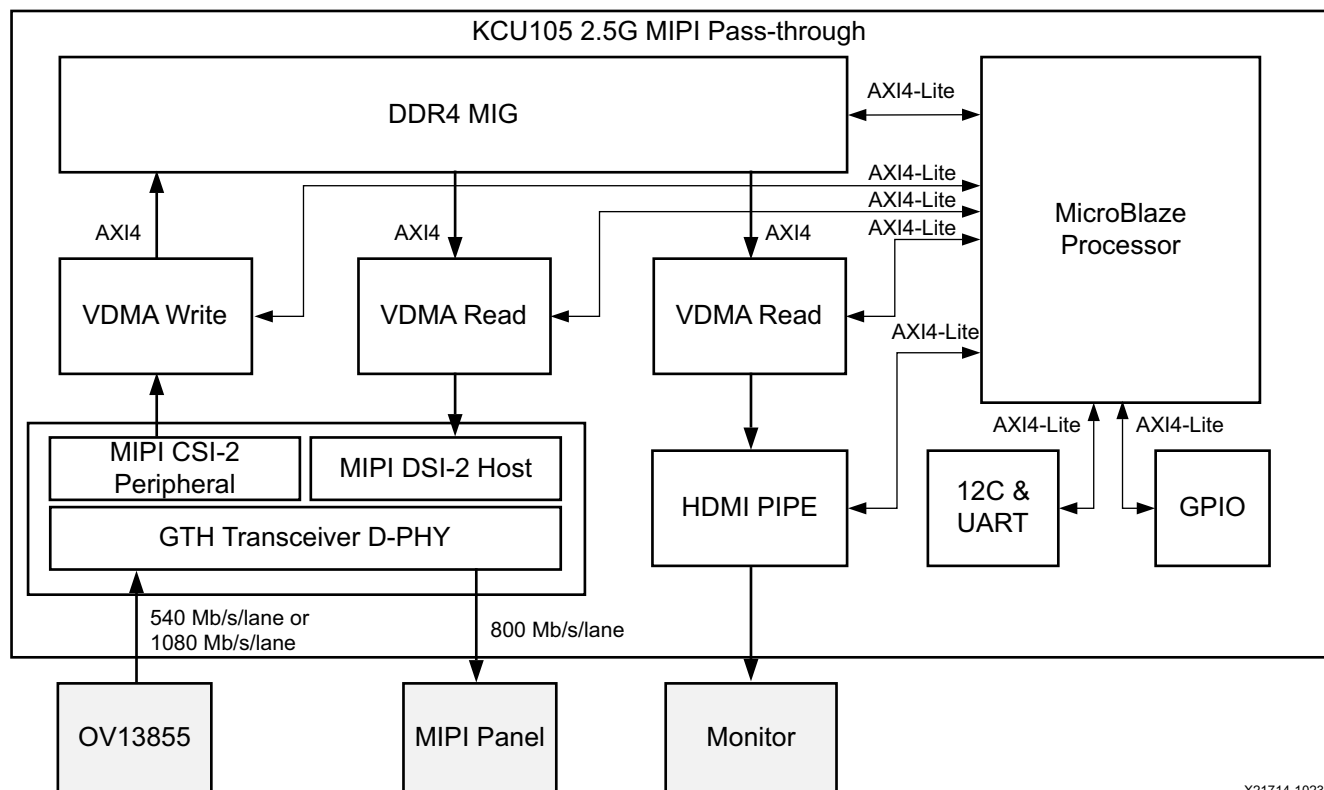 KCU105 2.5G MIPI Pass-through
DDR4 MIG
AXI4-Lite
AXI4-Lite
AXI4-Lite
AXI4-Lite
MicroBlaze
Processor
AXI4
AXI4
AXI4
VDMA Write
VDMA Read
VDMA Read
AXI4-Lite
MIPI CSI-2
Peripheral
MIPI DSI-2 Host
GTH Transceiver D-PHY
HDMI PIPE
AXI4-Lite
AXI4-Lite
12C &
UART
GPIO
540 Mb/s/lane or
1080 Mb/s/lane
800 Mb/s/lane
OV13855
MIPI Panel
Monitor